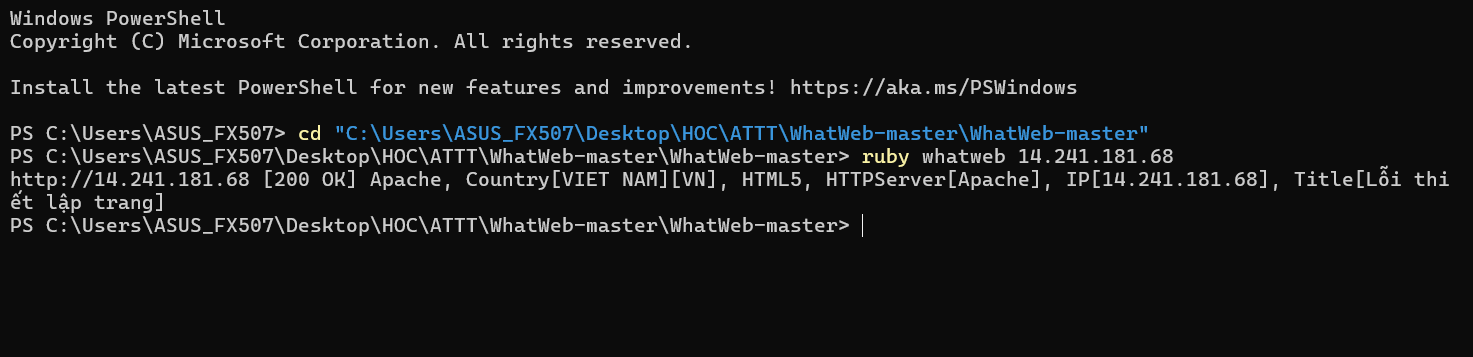 Windows PowerShell
Copyright (C) Microsoft Corporation. All rights reserved.
Install the latest PowerShell for new features and improvements! https://aka.ms/PSWindows
PS C:\Users\ASUS_FX507> cd "C:\Users\ASUS_FX507\Desktop\HOC\ATTT\WhatWeb-master\WhatWeb-master"
PS C:\Users\ASUS_FX507\Desktop\HOC\ATTT\WhatWeb-master\WhatWeb-master> ruby whatweb 14.241.181.68
http://14.241.181.68 [200 OK] Apache, Country[VIET NAM][VN], HTML5, HTTPServer[Apache], IP[14.241.181.68], Title[Lỗi thi
ết lập trang]
PS C:\Users\ASUS_FX507\Desktop\HOC\ATTT\WhatWeb-master\WhatWeb-master>